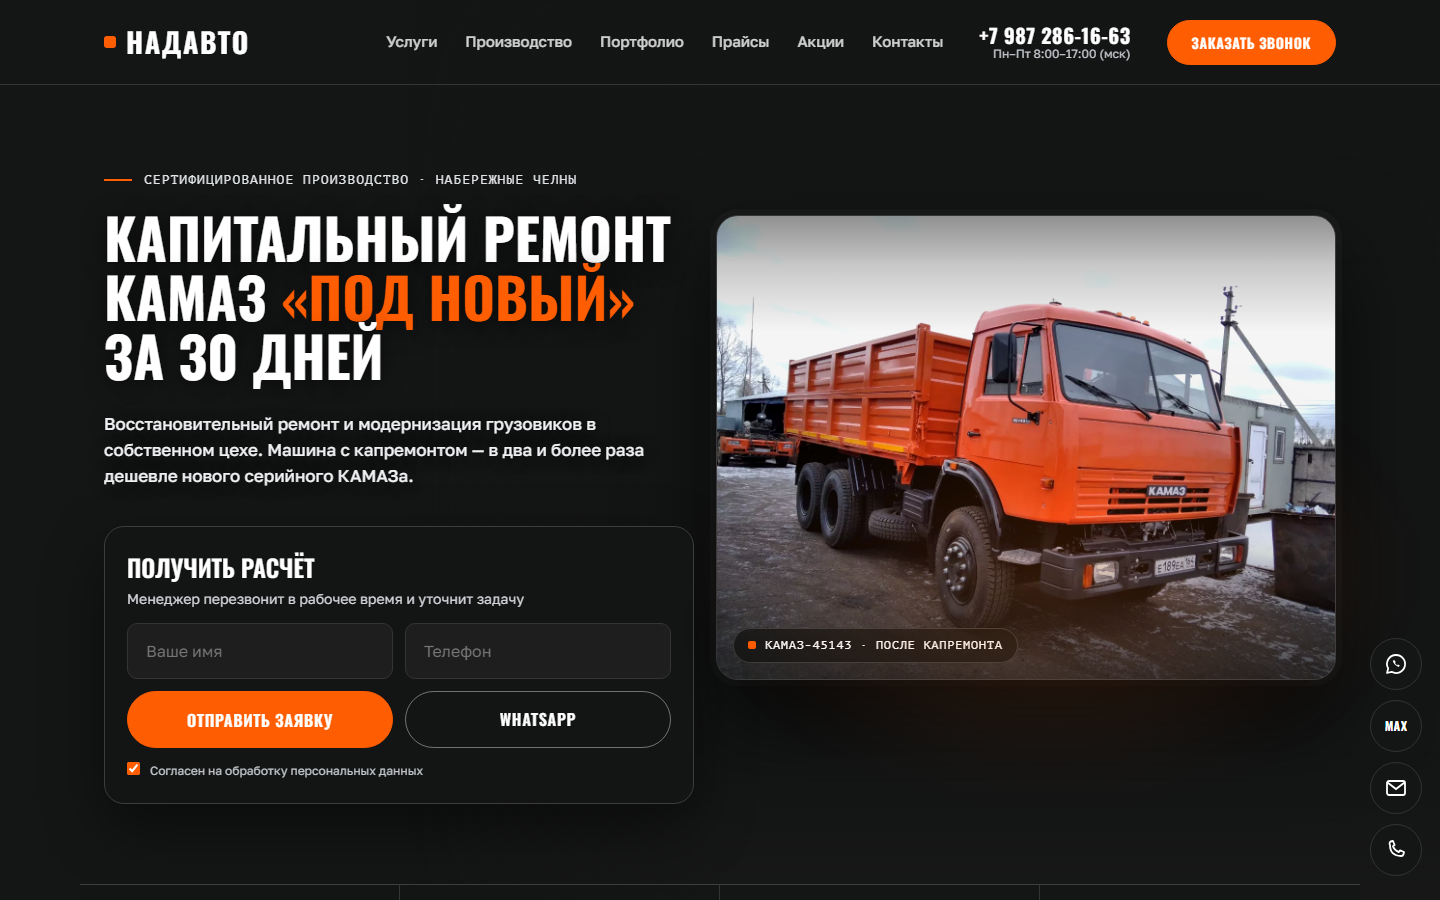 НАДАВТО
Услуги
Производство
Портфолио
Прайсы
Акции
Контакты
+7 987 286-16-63
Пн–Пт 8:00–17:00 (мск)
ЗАКАЗАТЬ ЗВОНОК
СЕРТИФИЦИРОВАННОЕ ПРОИЗВОДСТВО · НАБЕРЕЖНЫЕ ЧЕЛНЫ
КАПИТАЛЬНЫЙ РЕМОНТ
КАМАЗ «ПОД НОВЫЙ»
ЗА 30 ДНЕЙ
Восстановительный ремонт и модернизация грузовиков в
собственном цехе. Машина с капремонтом — в два и более раза
дешевле нового серийного КАМАЗа.
ПОЛУЧИТЬ РАСЧЁТ
Менеджер перезвонит в рабочее время и уточнит задачу
Ваше имя
Телефон
ОТПРАВИТЬ ЗАЯВКУ
WHATSAPP
Согласен на обработку персональных данных
КАМАЗ
Е189ЕА 164
КАМАЗ-45143 · ПОСЛЕ КАПРЕМОНТА
MAX